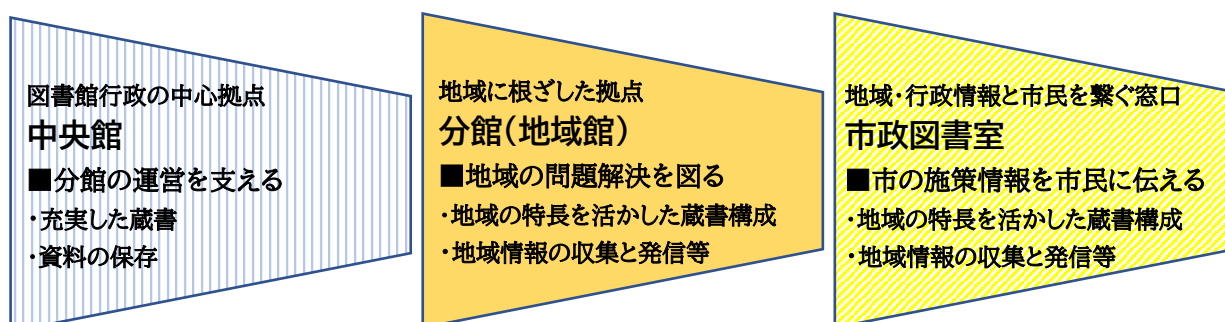 図書館行政の中心拠点
中央館
■分館の運営を支える
・充実した蔵書
・資料の保存
地域に根ざした拠点
分館(地域館)
■地域の問題解決を図る
・地域の特長を活かした蔵書構成
・地域情報の収集と発信等
地域・行政情報と市民を繋ぐ窓口
市政図書室
■市の施策情報を市民に伝える
・地域の特長を活かした蔵書構成
・地域情報の収集と発信等